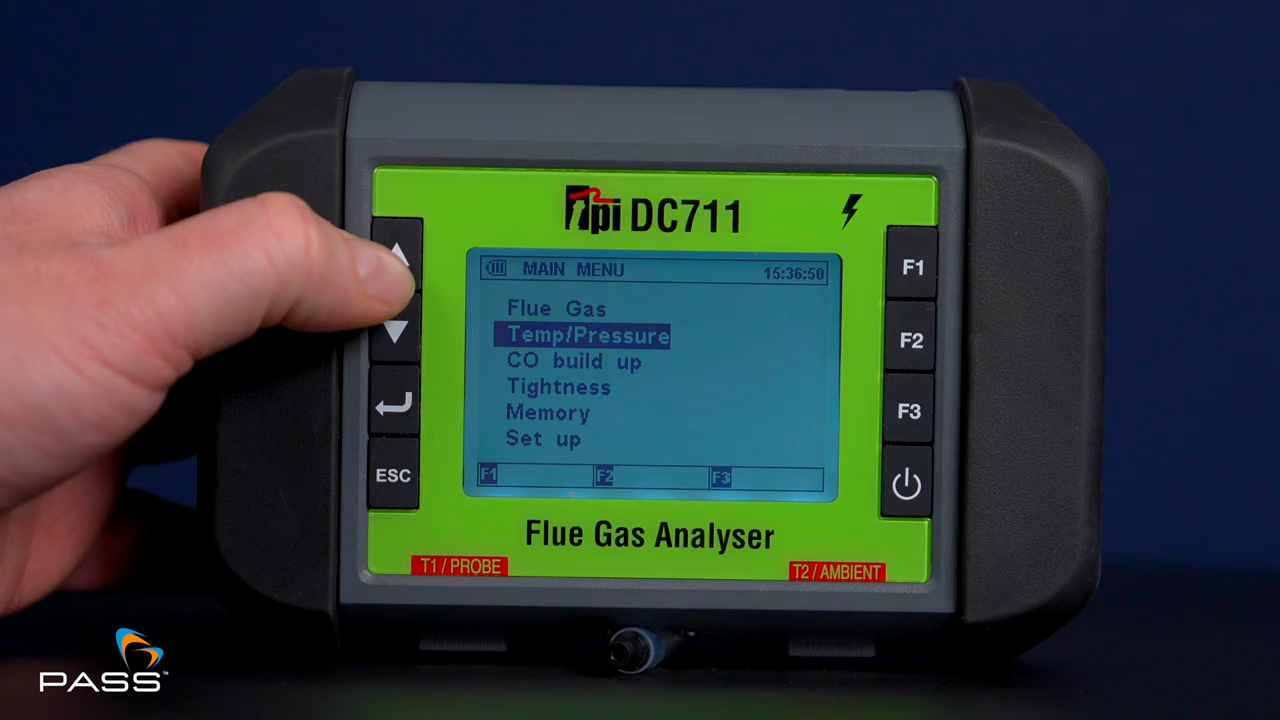 tpi DC711
MAIN MENU 15:36:50
Flue Gas
Temp/Pressure
CO build up
Tightness
Memory
Set up
F1 F2 F3
ESC
F1
F2
F3
Flue Gas Analyser
T1 / PROBE
T2 / AMBIENT
PASS™